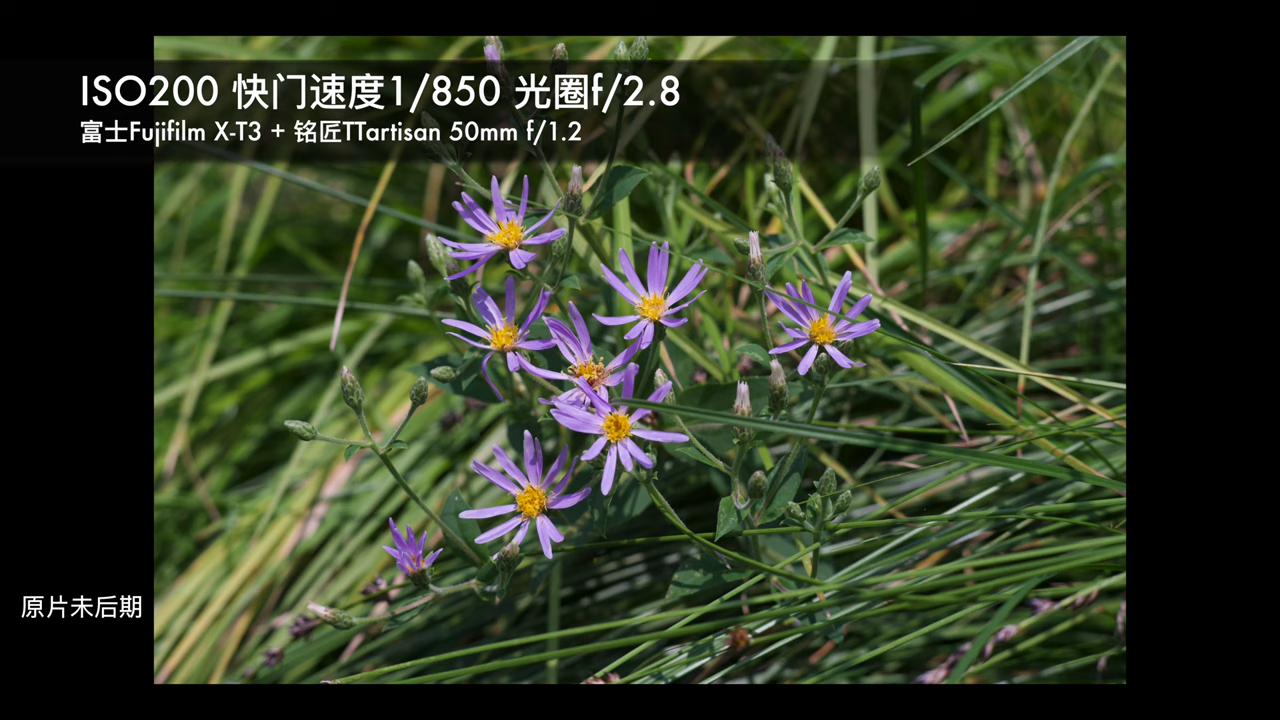 ISO200 快门速度1/850 光圈f/2.8
富士Fujifilm X-T3 + 铭匠TTartisan 50mm f/1.2
原片未后期